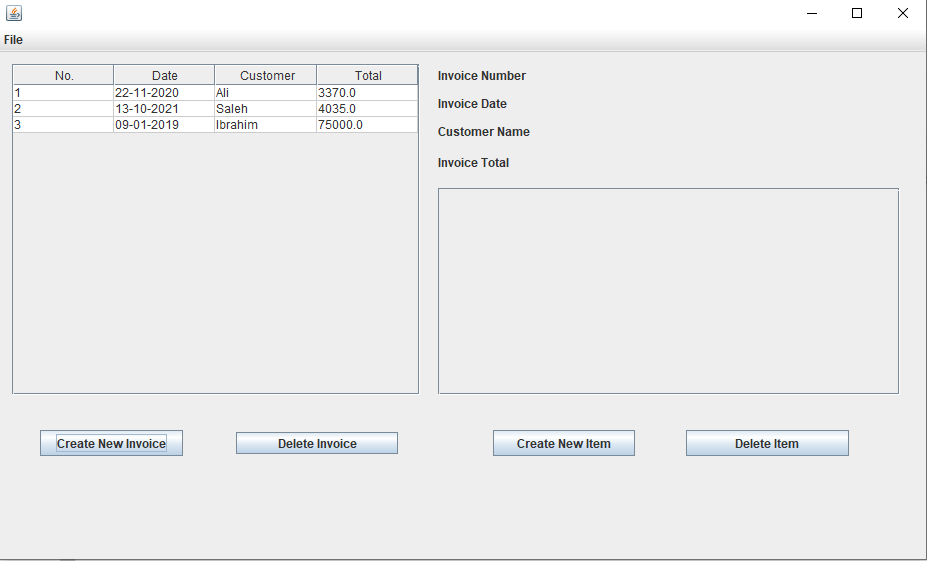 File
No. Date Customer Total
1 22-11-2020 Ali 3370.0
2 13-10-2021 Saleh 4035.0
3 09-01-2019 Ibrahim 75000.0
Invoice Number
Invoice Date
Customer Name
Invoice Total
Create New Invoice Delete Invoice Create New Item Delete Item